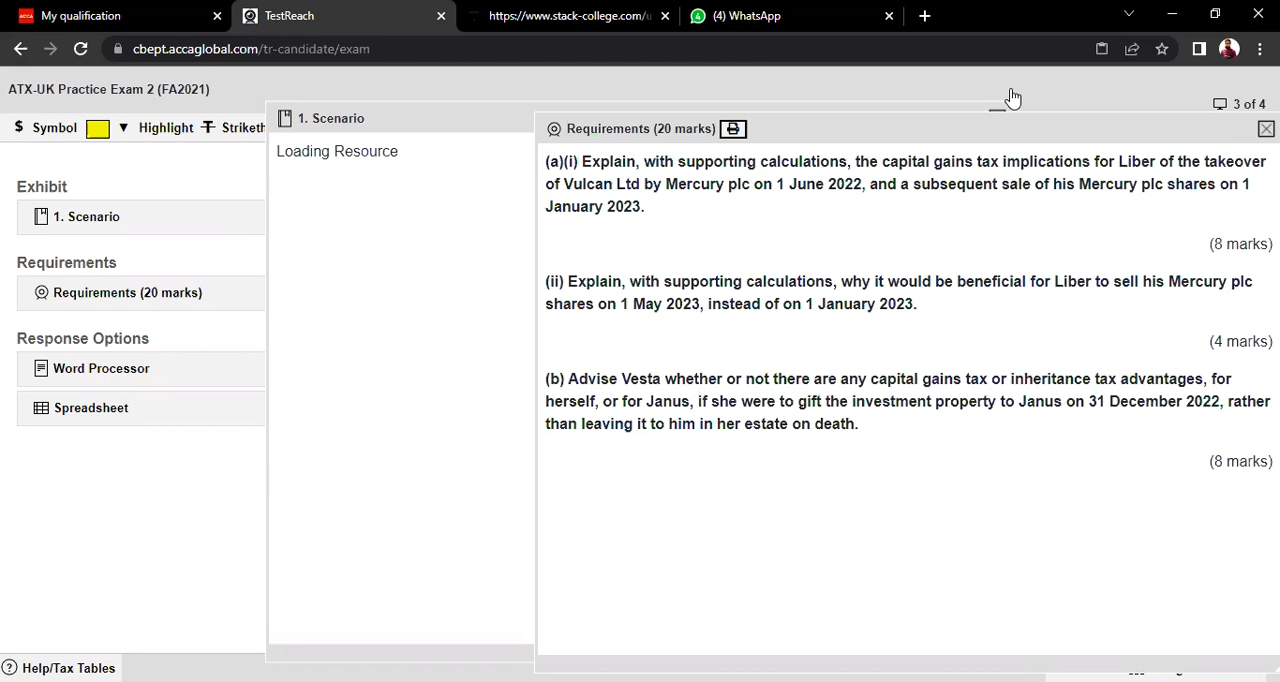 My qualification
TestReach
https://www.stack-college.com/u
(4) WhatsApp
cbept.accaglobal.com/tr-candidate/exam
ATX-UK Practice Exam 2 (FA2021)
3 of 4
$ Symbol
Highlight
Striketh
Exhibit
1. Scenario
Requirements
Requirements (20 marks)
Response Options
Word Processor
Spreadsheet
1. Scenario
Loading Resource
Requirements (20 marks)
(a)(i) Explain, with supporting calculations, the capital gains tax implications for Liber of the takeover
of Vulcan Ltd by Mercury plc on 1 June 2022, and a subsequent sale of his Mercury plc shares on 1
January 2023.
(8 marks)
(ii) Explain, with supporting calculations, why it would be beneficial for Liber to sell his Mercury plc
shares on 1 May 2023, instead of on 1 January 2023.
(4 marks)
(b) Advise Vesta whether or not there are any capital gains tax or inheritance tax advantages, for
herself, or for Janus, if she were to gift the investment property to Janus on 31 December 2022, rather
than leaving it to him in her estate on death.
(8 marks)
Help/Tax Tables